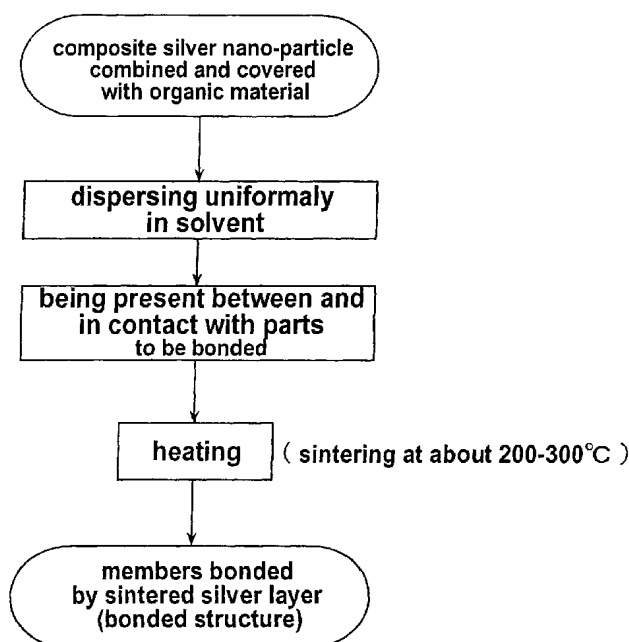 composite silver nano-particle
combined and covered
with organic material
dispersing uniformaly
in solvent
being present between and
in contact with parts
to be bonded
heating
( sintering at about 200-300℃ )
members bonded
by sintered silver layer
(bonded structure)